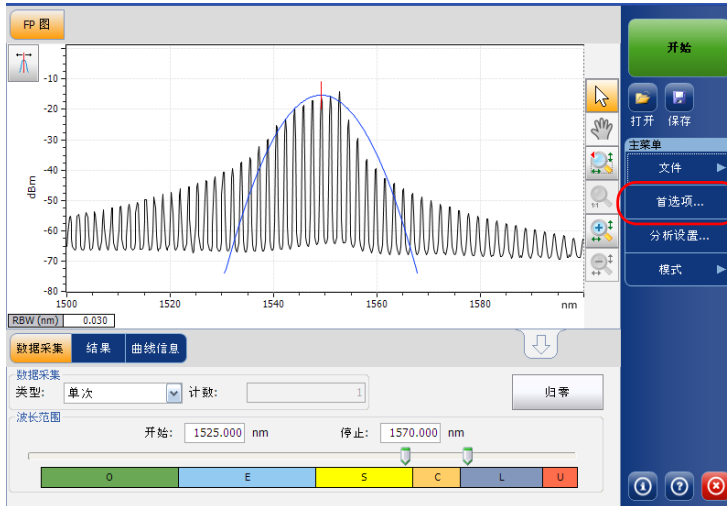 FP 图
开始
-10
-20
-30
-40
-50
-60
-70
-80
dBm
1500 1520 1540 1560 1580 nm
RBW (nm) 0.030
1:1
打开 保存
主菜单
文件
首选项...
分析设置...
模式
数据采集 结果 曲线信息
数据采集
类型: 单次 计数: 1
归零
波长范围
开始: 1525.000 nm 停止: 1570.000 nm
O E S C L U